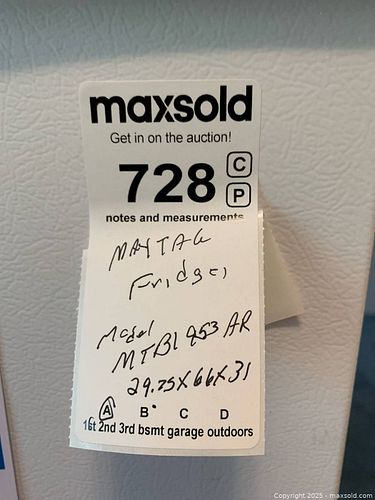 maxsold
Get in on the auction!
728 C
P
notes and measurements
MAYTAG
Fridge,
Model
MTB1953AR
29.75X66X31
A B C D
1st 2nd 3rd bsmt garage outdoors
Copyright © 2025 - maxsold.com